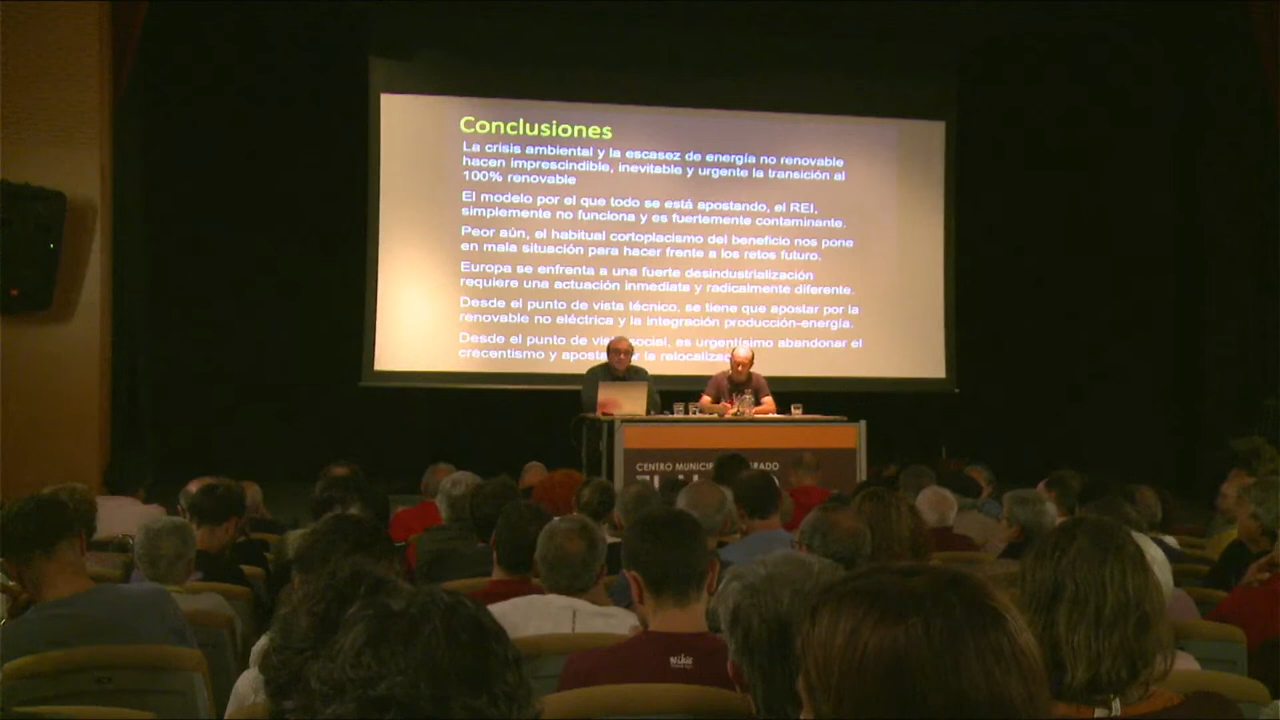 Conclusiones
La crisis ambiental y la escasez de energía no renovable
hacen imprescindible, inevitable y urgente la transición al
100% renovable
El modelo por el que todo se está apostando, el REI,
simplemente no funciona y es fuertemente contaminante.
Peor aún, el habitual cortoplacismo del beneficio nos pone
en mala situación para hacer frente a los retos futuro.
Europa se enfrenta a una fuerte desindustrialización
requiere una actuación inmediata y radicalmente diferente.
Desde el punto de vista técnico, se tiene que apostar por la
renovable no eléctrica y la integración producción-energía.
Desde el punto de social, es urgentísimo abandonar el
crecentismo y la
CENTRO